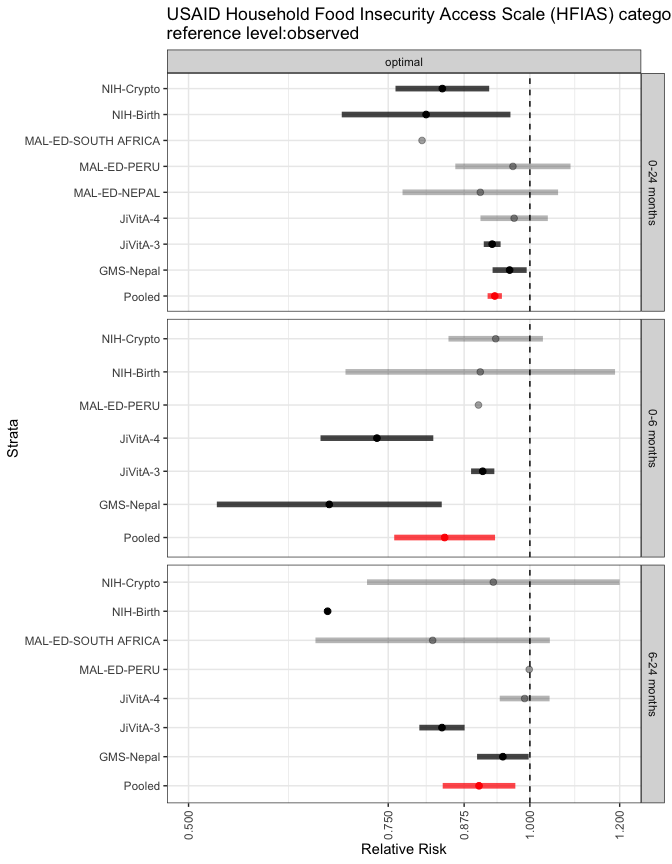 USAID Household Food Insecurity Access Scale (HFIAS) catego
reference level:observed
optimal
NIH-Crypto
NIH-Birth
MAL-ED-SOUTH AFRICA
MAL-ED-PERU
MAL-ED-NEPAL
JiVitA-4
JiVitA-3
GMS-Nepal
Pooled
0-24 months
NIH-Crypto
NIH-Birth
MAL-ED-PERU
JiVitA-4
JiVitA-3
GMS-Nepal
Pooled
0-6 months
NIH-Crypto
NIH-Birth
MAL-ED-SOUTH AFRICA
MAL-ED-PERU
JiVitA-4
JiVitA-3
GMS-Nepal
Pooled
6-24 months
Strata
0.500
0.750
0.875
1.000
1.200
Relative Risk